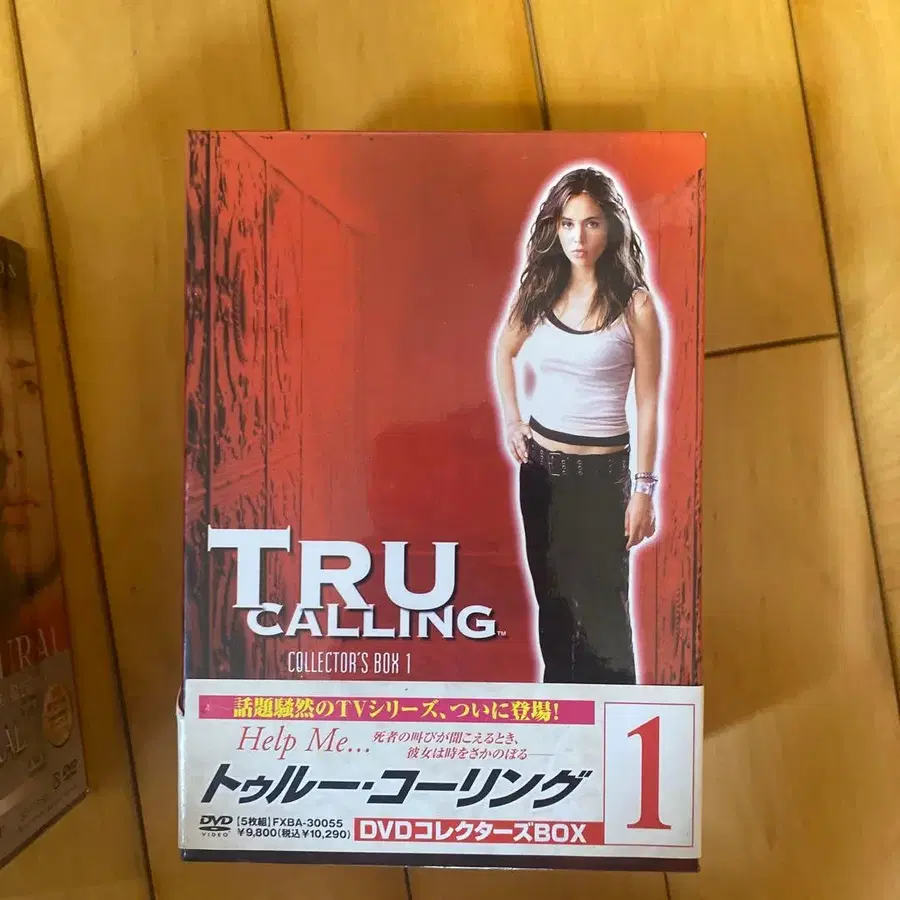 TRU
CALLING™
COLLECTOR'S BOX 1
話題騒然のTVシリーズ、ついに登場!
Help Me... 死者の叫びが聞こえるとき、
彼女は時をさかのぼる——
トゥルー・コーリング
DVD VIDEO 【5枚組】FXBA-30055
¥9,800(税込¥10,290) DVDコレクターズBOX
1
URAL
AL